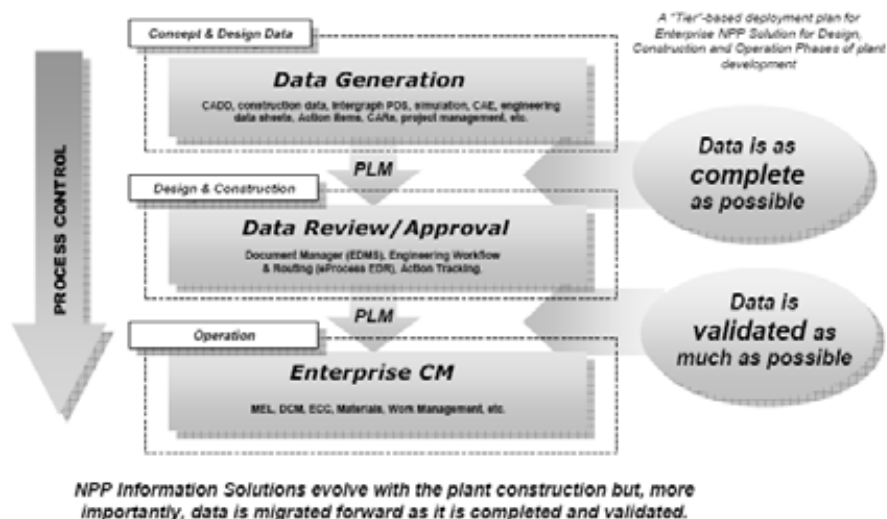 Concept & Design Data
A "Tier"-based deployment plan for
Enterprise NPP Solution for Design,
Construction and Operation Phases of plant
development
Data Generation
CADD, construction data, Intergraph PDS, simulation, CAE, engineering
data sheets, Action Items, CARs, project management, etc.
PROCESS CONTROL
PLM
Data is as
complete
as possible
Design & Construction
Data Review/Approval
Document Manager (EDMS), Engineering Workflow
& Routing (eProcess EDR), Action Tracking.
PLM
Data is
validated as
much as possible
Operation
Enterprise CM
MEL, DCM, ECC, Materials, Work Management, etc.
NPP Information Solutions evolve with the plant construction but, more
importantly, data is migrated forward as it is completed and validated.